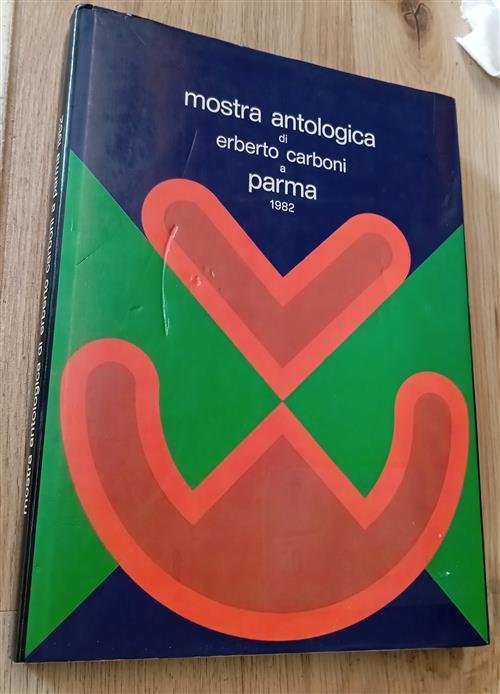 mostra antologica
di
erberto carboni
a
parma
1982
mostra antologica di erberto carboni a parma 1982